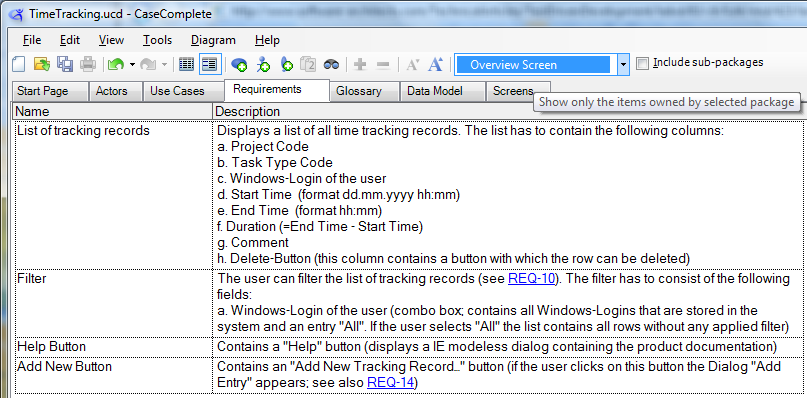 TimeTracking.ucd - CaseComplete
File Edit View Tools Diagram Help
Overview Screen Include sub-packages
Start Page Actors Use Cases Requirements Glossary Data Model Screens
Show only the items owned by selected package
Name Description
List of tracking records Displays a list of all time tracking records. The list has to contain the following columns:
a. Project Code
b. Task Type Code
c. Windows-Login of the user
d. Start Time (format dd.mm.yyyy hh:mm)
e. End Time (format hh:mm)
f. Duration (=End Time - Start Time)
g. Comment
h. Delete-Button (this column contains a button with which the row can be deleted)
Filter The user can filter the list of tracking records (see REQ-10). The filter has to consist of the following
fields:
a. Windows-Login of the user (combo box; contains all Windows-Logins that are stored in the
system and an entry "All". If the user selects "All" the list contains all rows without any applied filter)
Help Button Contains a "Help" button (displays a IE modeless dialog containing the product documentation)
Add New Button Contains an "Add New Tracking Record..." button (if the user clicks on this button the Dialog "Add
Entry" appears; see also REQ-14)